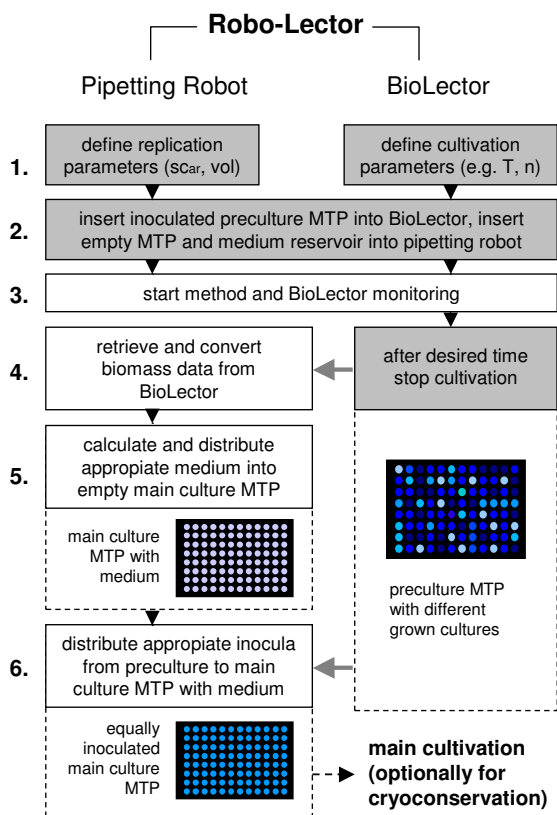 Robo-Lector
Pipetting Robot
BioLector
1.
define replication
parameters (scar, vol)
define cultivation
parameters (e.g. T, n)
2.
insert inoculated preculture MTP into BioLector, insert
empty MTP and medium reservoir into pipetting robot
3.
start method and BioLector monitoring
4.
retrieve and convert
biomass data from
BioLector
after desired time
stop cultivation
5.
calculate and distribute
appropiate medium into
empty main culture MTP
main culture
MTP with
medium
preculture MTP
with different
grown cultures
6.
distribute appropiate inocula
from preculture to main
culture MTP with medium
equally
inoculated
main culture
MTP
main cultivation
(optionally for
cryoconservation)